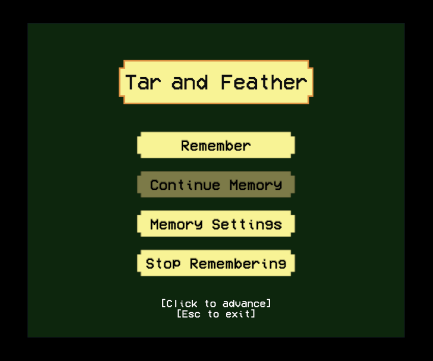 Tar and Feather
Remember
Continue Memory
Memory Settings
Stop Remembering
[Click to advance]
[Esc to exit]